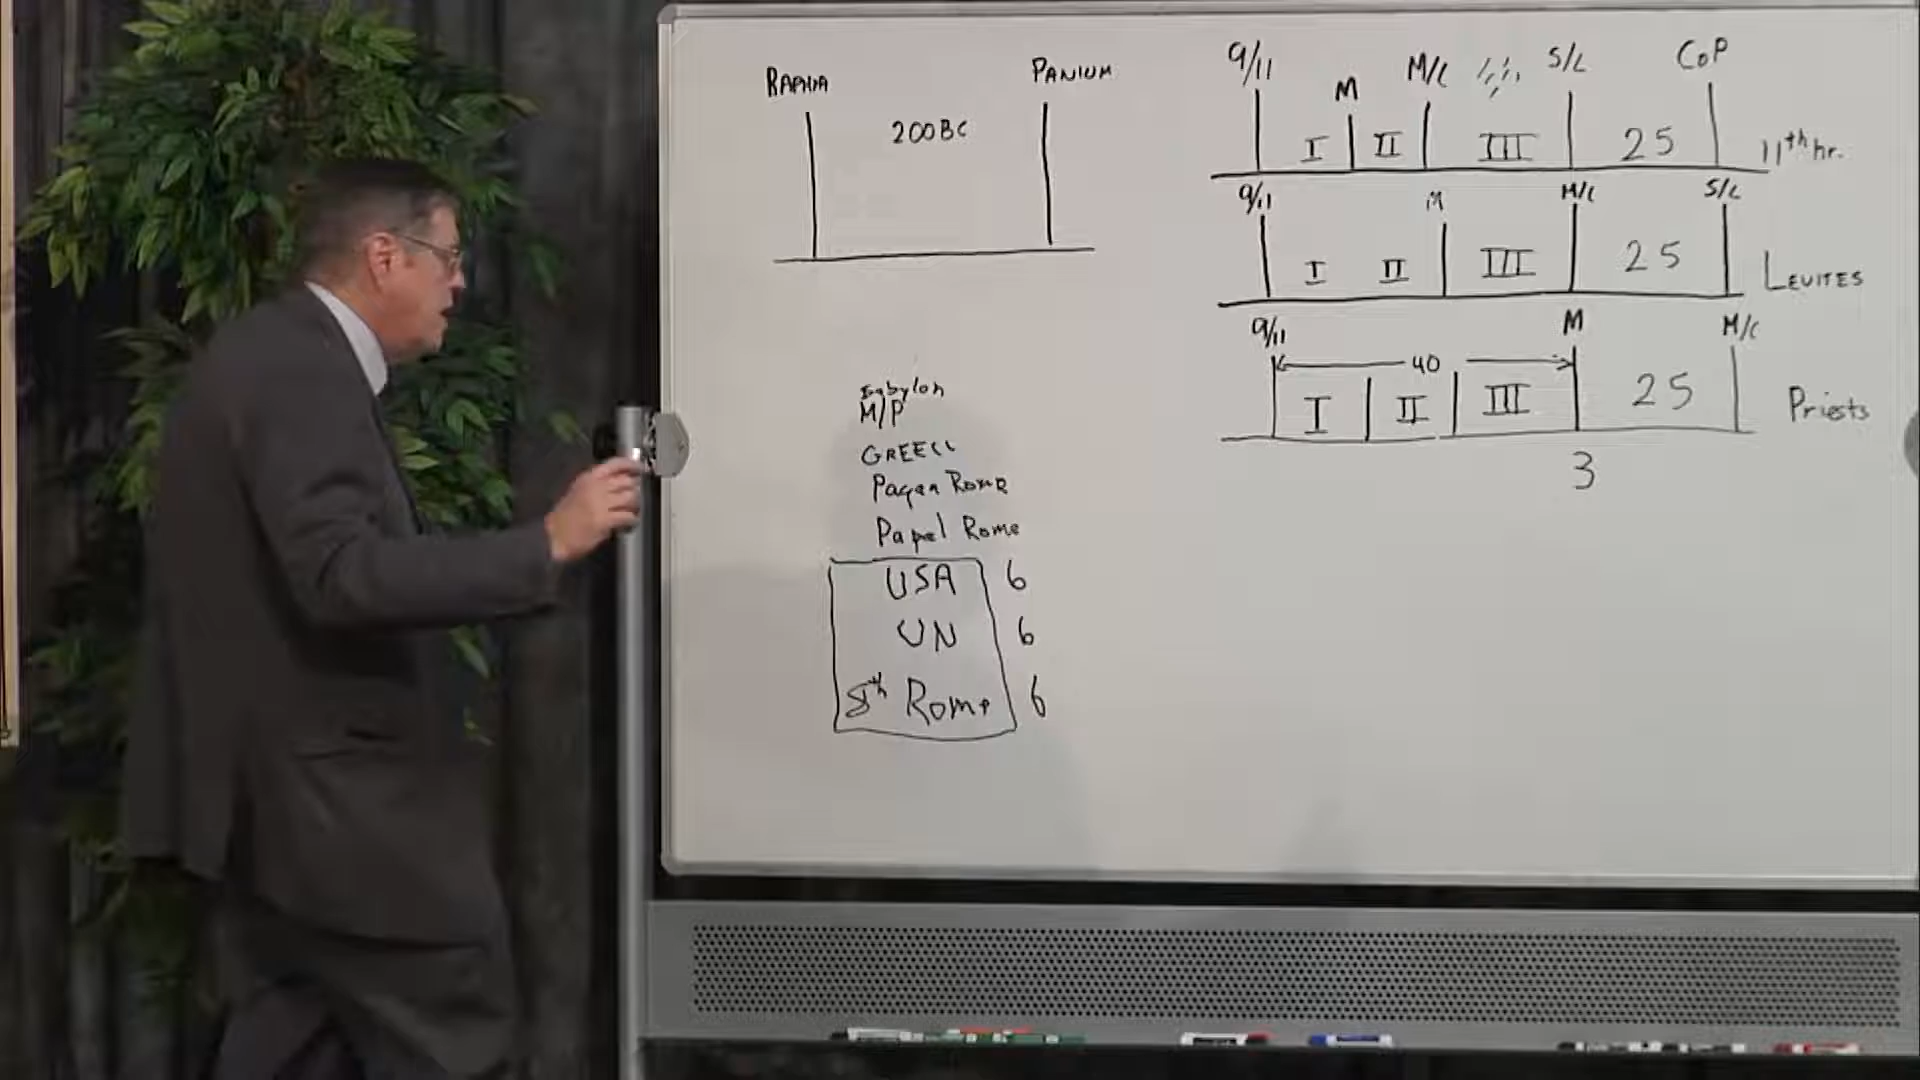 RAPHIA PANIUM
200BC
Babylon
M/P
GREECE
Pagan Rome
Papal Rome
USA 6
UN 6
8th Rome 6
9/11 M M/C S/L CoP
I II III 25 11th hr.
9/11 M M/C S/L
I II III 25 LEVITES
9/11 M M/C
40
I II III 25 Priests
3